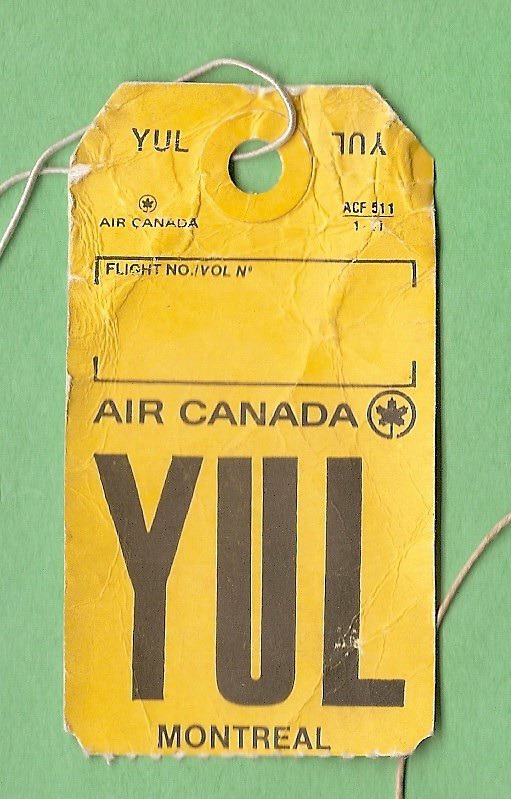 YUL YUL
AIR CANADA
ACF 511
FLIGHT NO./VOL Nº
AIR CANADA
YUL
MONTREAL